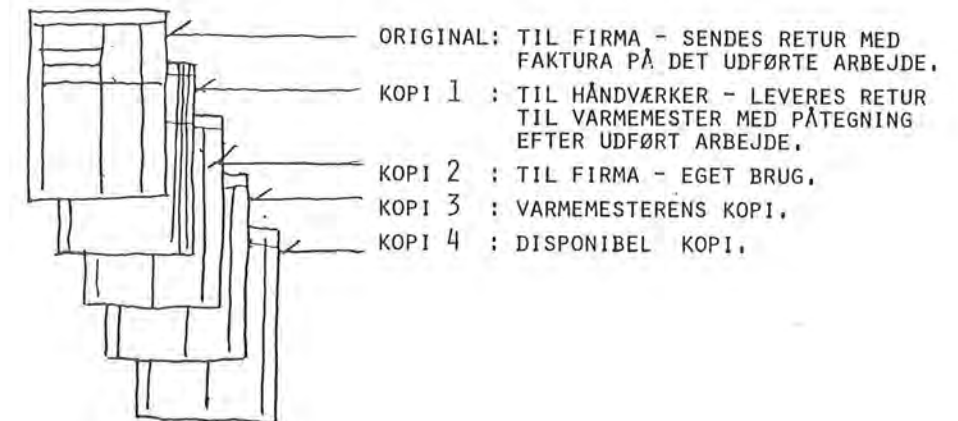 ORIGINAL: TIL FIRMA - SENDES RETUR MED
FAKTURA PÅ DET UDFØRTE ARBEJDE.
KOPI 1 : TIL HÅNDVÆRKER - LEVERES RETUR
TIL VARMEMESTER MED PÅTEGNING
EFTER UDFØRT ARBEJDE.
KOPI 2 : TIL FIRMA - EGET BRUG.
KOPI 3 : VARMEMESTERENS KOPI.
KOPI 4 : DISPONIBEL KOPI.